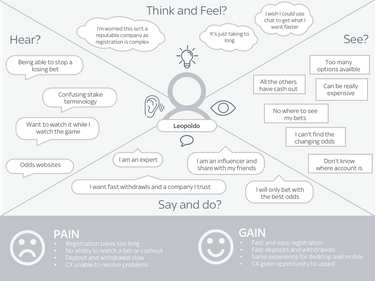 Think and Feel?
I'm worried this isn't a
reputable company as
registration is complex
It's just taking to
long
I wish I could use
chat to get what I
want faster
Hear?
See?
Being able to stop a
losing bet
Confusing stake
terminology
Want to watch it while I
watch the game
Odds websites
Too many
options availble
All the others
have cash out
Can be really
expensive
No where to see
my bets
I can't find the
changing odds
Don't know
where account is
Leopoldo
I am an expert
I am an influencer and
share with my friends
I want fast withdrawls and a company I trust
I will only bet with
the best odds
Say and do?
PAIN
• Registration takes too long
• No ability to watch a bet or cashout
• Deposit and withdrawal slow
• CX unable to resolve problems
GAIN
• Fast and easy registration
• Fast deposits and withdrawals
• Same experience for desktop and mobile
• CX given opportunity to upskill